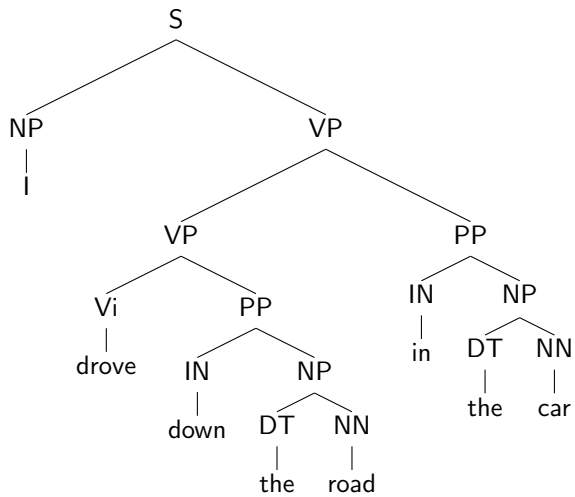 S
NP VP
I
VP PP
Vi PP IN NP
drove IN NP in DT NN
down DT NN the car
the road